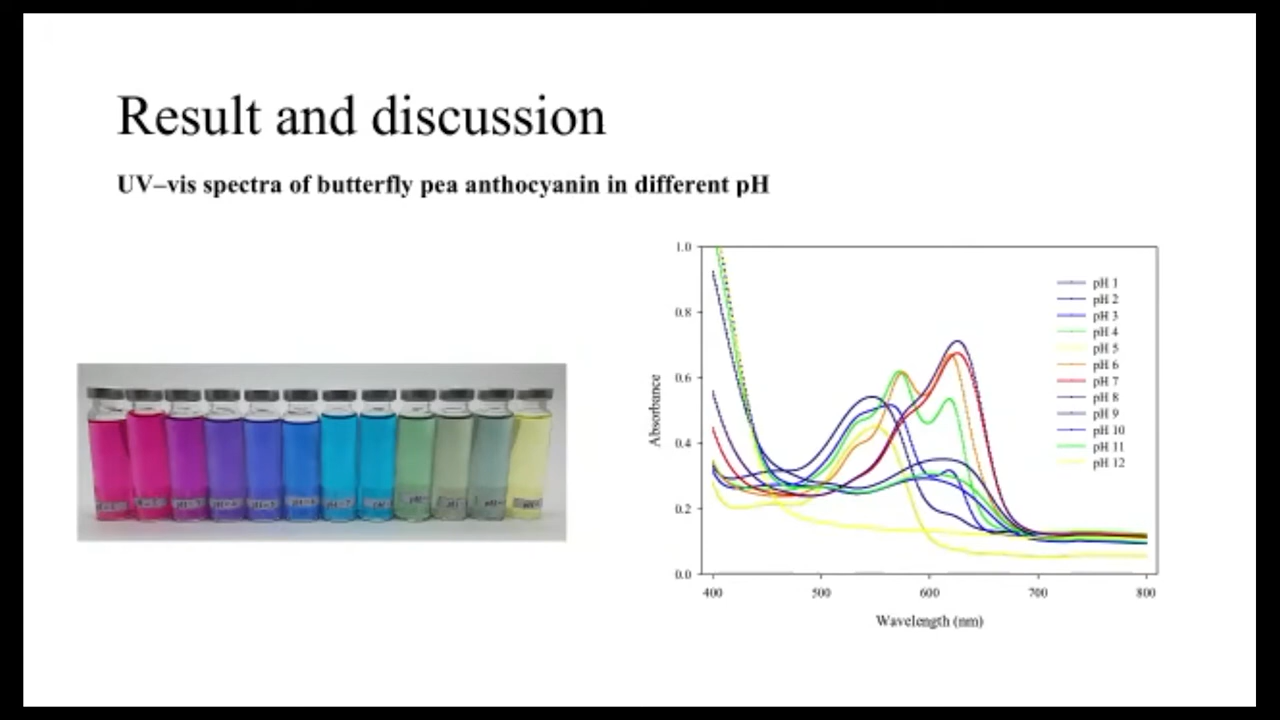 Result and discussion
UV–vis spectra of butterfly pea anthocyanin in different pH
1.0
0.8
0.6
0.4
0.2
0.0
Absorbance
400 500 600 700 800
Wavelength (nm)
pH 1
pH 2
pH 3
pH 4
pH 5
pH 6
pH 7
pH 8
pH 9
pH 10
pH 11
pH 12